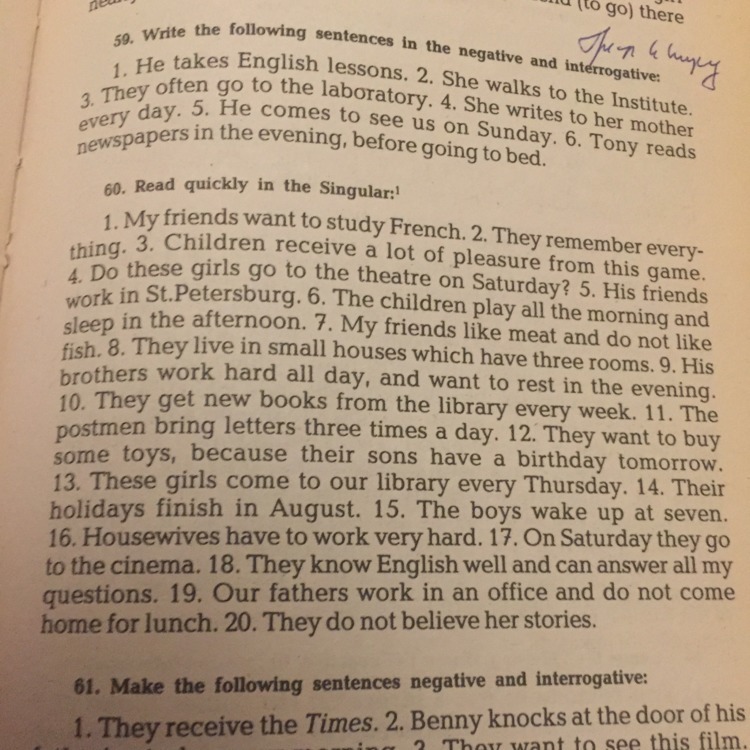 (to go) there
59. Write the following sentences in the negative and interrogative:
1. He takes English lessons. 2. She walks to the Institute.
3. They often go to the laboratory. 4. She writes to her mother
every day. 5. He comes to see us on Sunday. 6. Tony reads
newspapers in the evening, before going to bed.
60. Read quickly in the Singular:¹
1. My friends want to study French. 2. They remember every-
thing. 3. Children receive a lot of pleasure from this game.
4. Do these girls go to the theatre on Saturday? 5. His friends
work in St.Petersburg. 6. The children play all the morning and
sleep in the afternoon. 7. My friends like meat and do not like
fish. 8. They live in small houses which have three rooms. 9. His
brothers work hard all day, and want to rest in the evening.
10. They get new books from the library every week. 11. The
postmen bring letters three times a day. 12. They want to buy
some toys, because their sons have a birthday tomorrow.
13. These girls come to our library every Thursday. 14. Their
holidays finish in August. 15. The boys wake up at seven.
16. Housewives have to work very hard. 17. On Saturday they go
to the cinema. 18. They know English well and can answer all my
questions. 19. Our fathers work in an office and do not come
home for lunch. 20. They do not believe her stories.
61. Make the following sentences negative and interrogative:
1. They receive the Times. 2. Benny knocks at the door of his
3. They want to see this film.